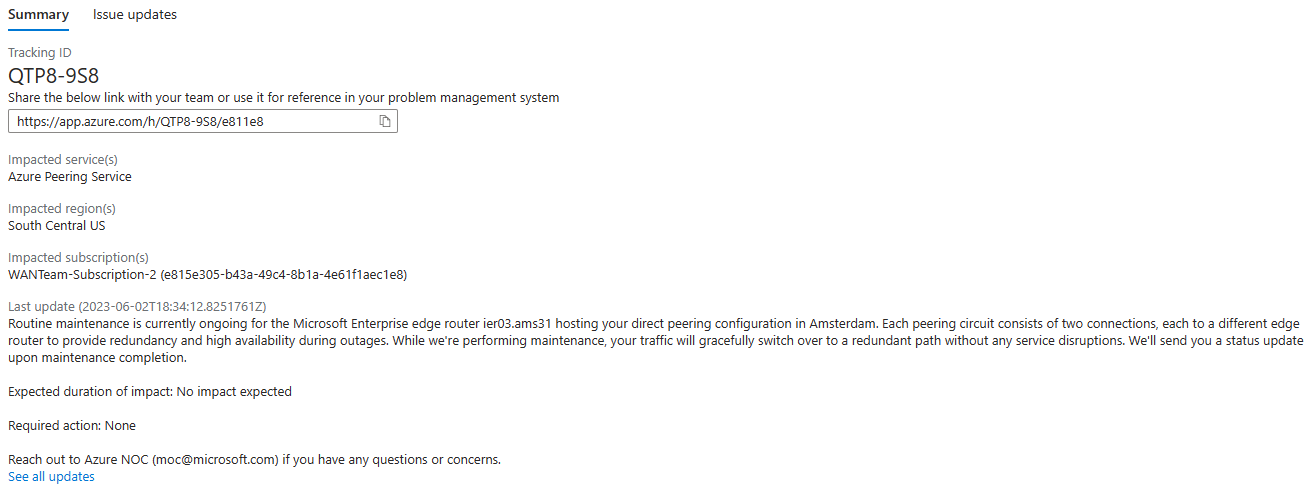 Summary Issue updates
Tracking ID
QTP8-9S8
Share the below link with your team or use it for reference in your problem management system
https://app.azure.com/h/QTP8-9S8/e811e8
Impacted service(s)
Azure Peering Service
Impacted region(s)
South Central US
Impacted subscription(s)
WANTeam-Subscription-2 (e815e305-b43a-49c4-8b1a-4e61f1aec1e8)
Last update (2023-06-02T18:34:12.8251761Z)
Routine maintenance is currently ongoing for the Microsoft Enterprise edge router ier03.ams31 hosting your direct peering configuration in Amsterdam. Each peering circuit consists of two connections, each to a different edge
router to provide redundancy and high availability during outages. While we're performing maintenance, your traffic will gracefully switch over to a redundant path without any service disruptions. We'll send you a status update
upon maintenance completion.
Expected duration of impact: No impact expected
Required action: None
Reach out to Azure NOC (moc@microsoft.com) if you have any questions or concerns.
See all updates